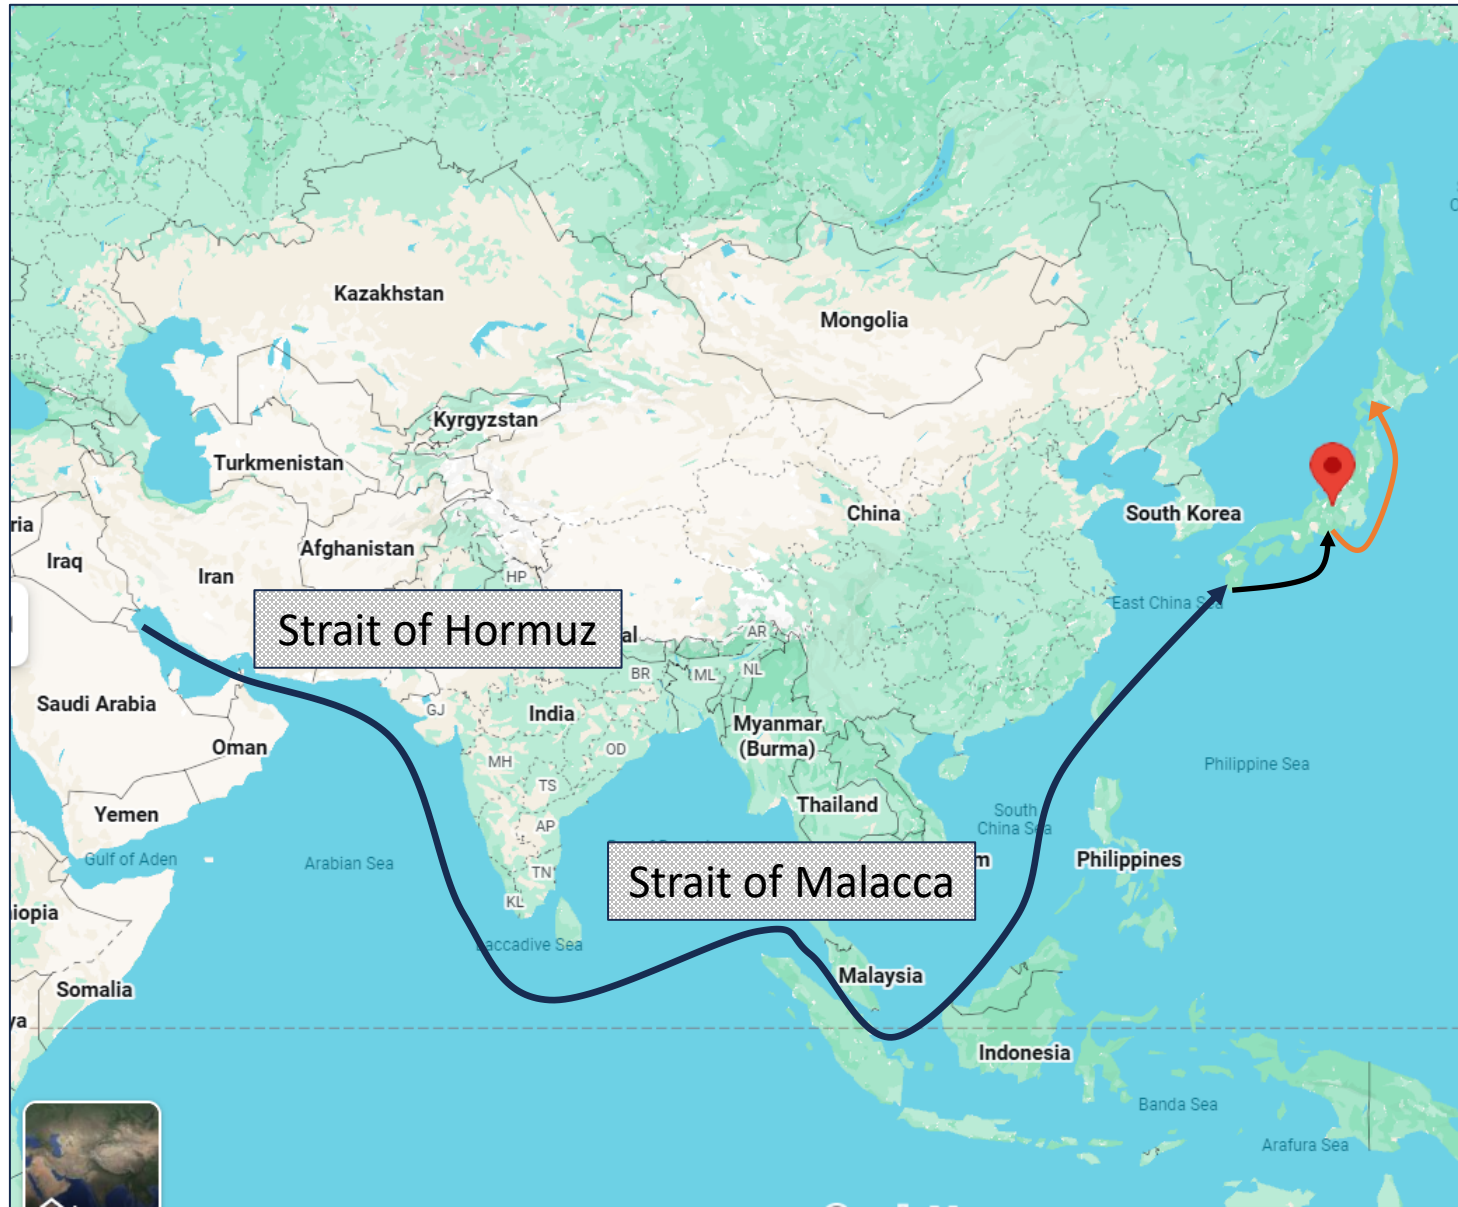 Kazakhstan
Mongolia
Kyrgyzstan
Turkmenistan
China
South Korea
ria
Iraq
Afghanistan
Iran
HP
East China Sea
Strait of Hormuz
al
AR
BR
ML
NL
Saudi Arabia
GJ
India
Myanmar
(Burma)
Oman
OD
MH
Philippine Sea
TS
Yemen
Thailand
South
China Sea
AP
Gulf of Aden
Arabian Sea
m
Philippines
TN
Strait of Malacca
KL
iopia
Laccadive Sea
Malaysia
Somalia
ya
Indonesia
Banda Sea
Arafura Sea